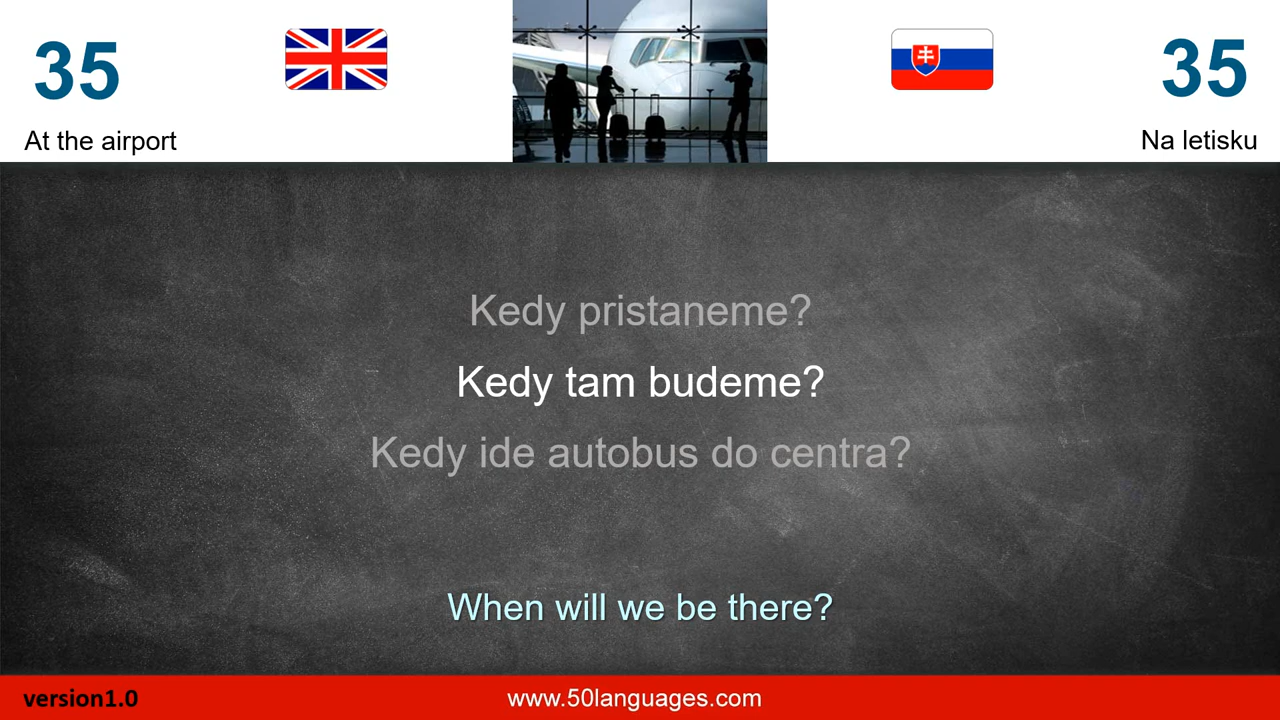 35
35
At the airport
Na letisku
Kedy pristaneme?
Kedy tam budeme?
Kedy ide autobus do centra?
When will we be there?
version1.0
www.50languages.com